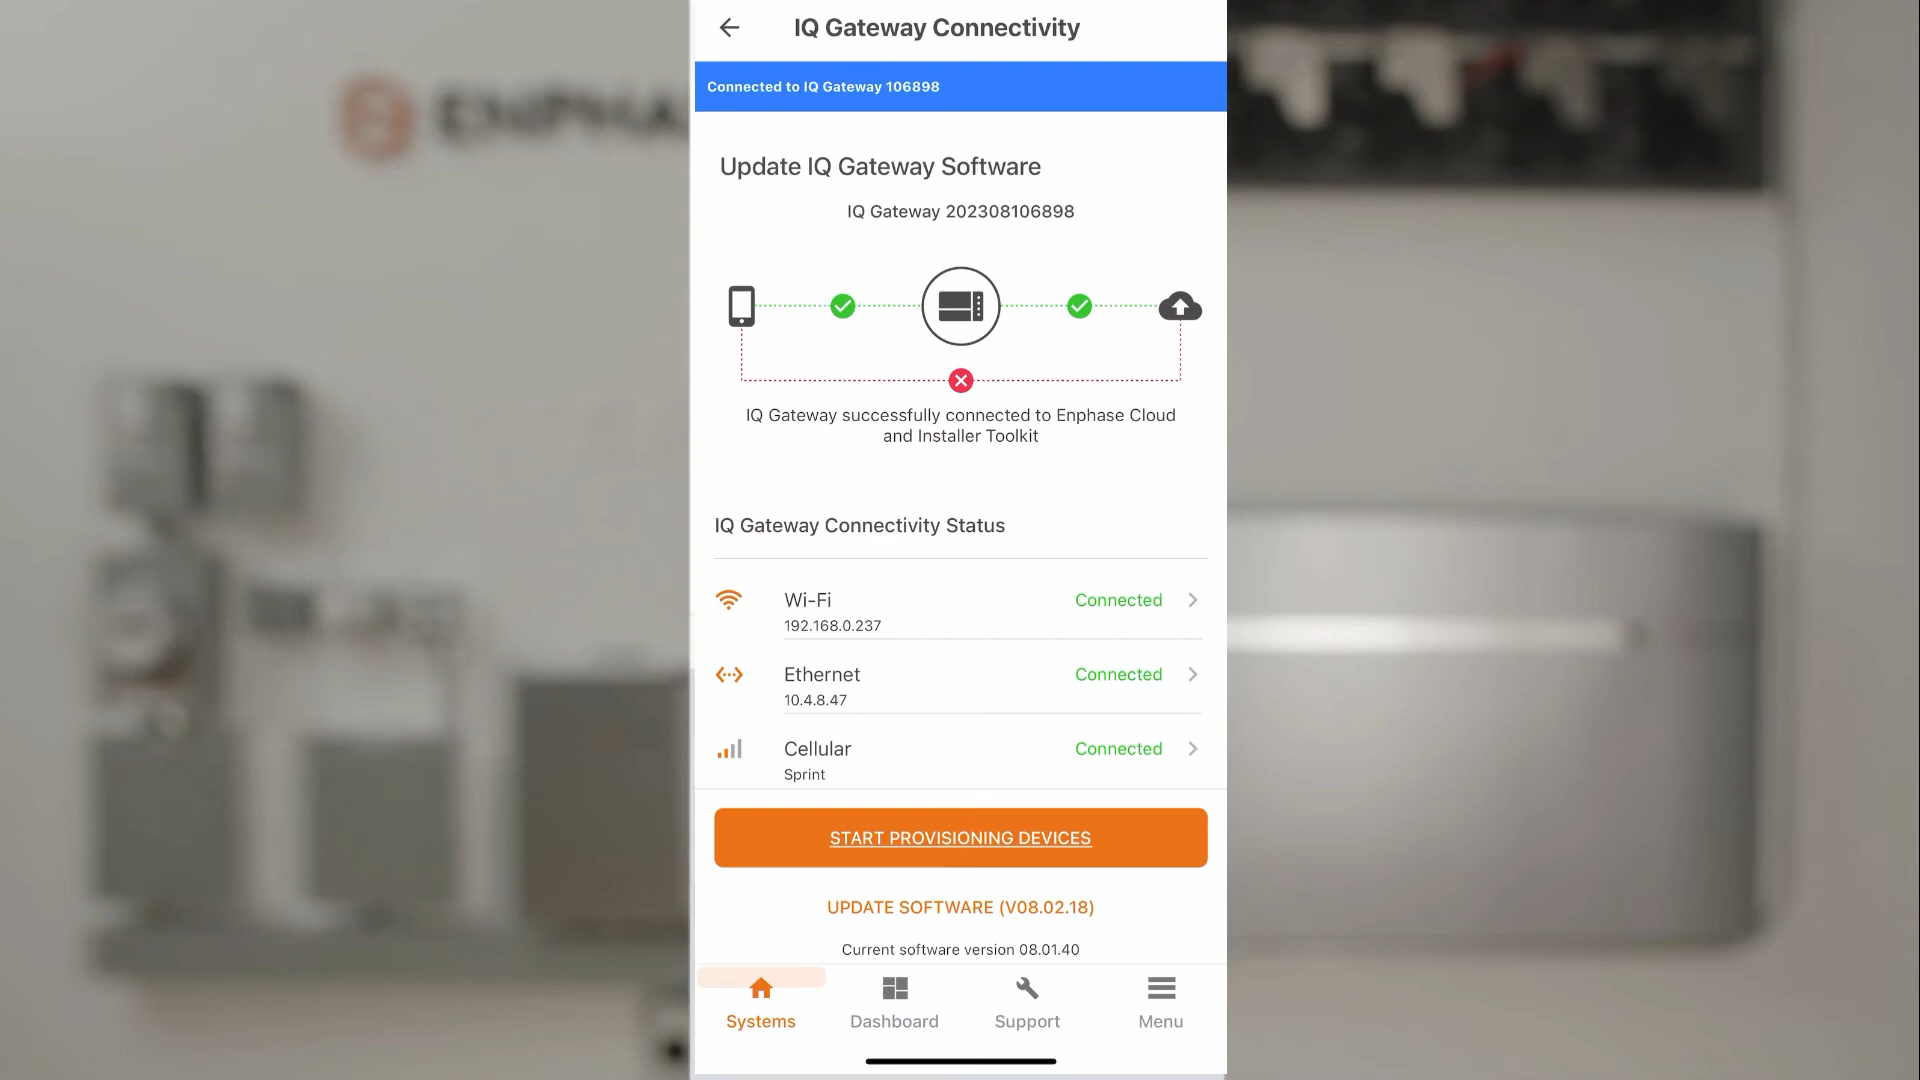 IQ Gateway Connectivity
Connected to IQ Gateway 106898
Update IQ Gateway Software
IQ Gateway 202308106898
IQ Gateway successfully connected to Enphase Cloud
and Installer Toolkit
IQ Gateway Connectivity Status
Wi-Fi Connected
192.168.0.237
Ethernet Connected
10.4.8.47
Cellular Connected
Sprint
START PROVISIONING DEVICES
UPDATE SOFTWARE (V08.02.18)
Current software version 08.01.40
Systems Dashboard Support Menu